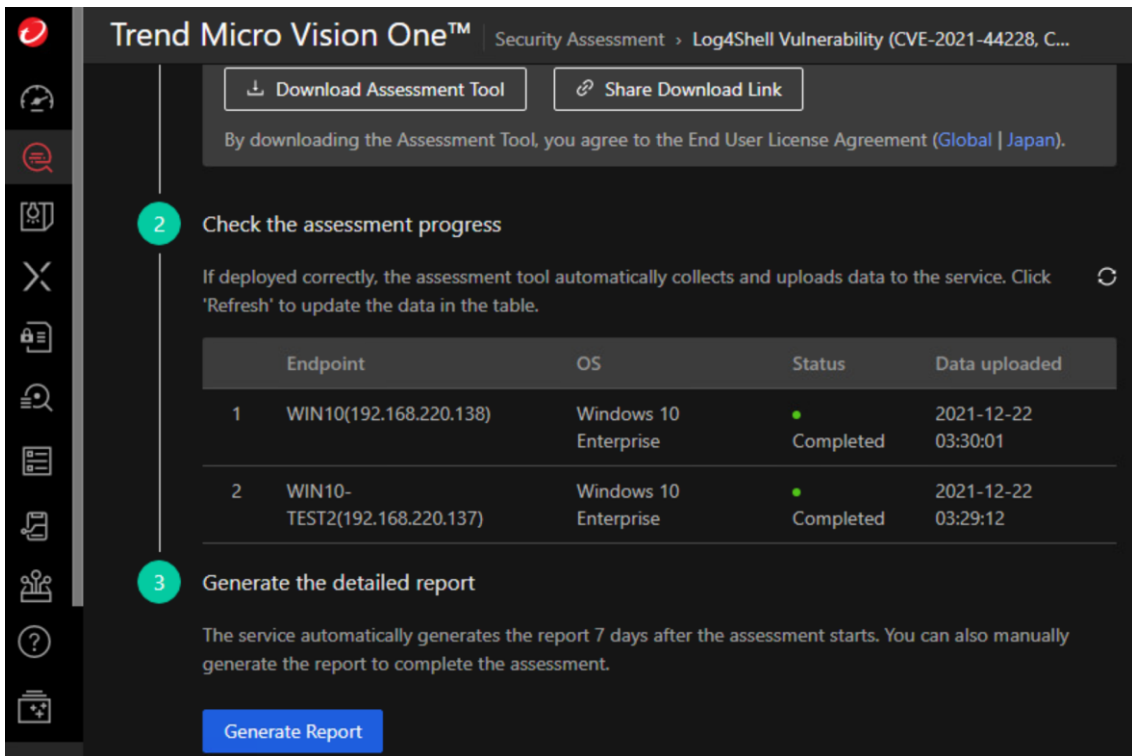 Trend Micro Vision One™ Security Assessment › Log4Shell Vulnerability (CVE-2021-44228, C...
Download Assessment Tool Share Download Link
By downloading the Assessment Tool, you agree to the End User License Agreement (Global | Japan).
2 Check the assessment progress
If deployed correctly, the assessment tool automatically collects and uploads data to the service. Click
'Refresh' to update the data in the table.
Endpoint OS Status Data uploaded
1 WIN10(192.168.220.138) Windows 10 2021-12-22
Enterprise Completed 03:30:01
2 WIN10- Windows 10 2021-12-22
TEST2(192.168.220.137) Enterprise Completed 03:29:12
3 Generate the detailed report
The service automatically generates the report 7 days after the assessment starts. You can also manually
generate the report to complete the assessment.
Generate Report